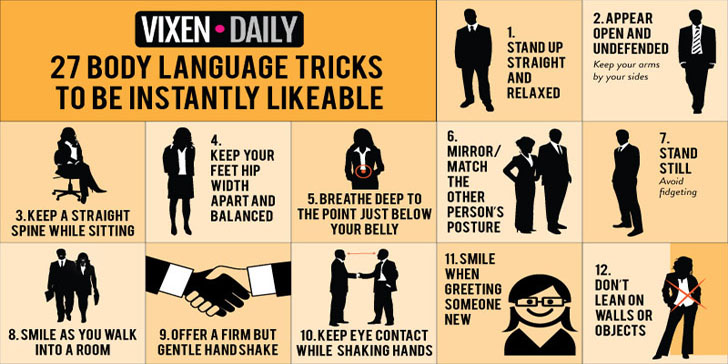 VIXEN • DAILY
27 BODY LANGUAGE TRICKS
TO BE INSTANTLY LIKEABLE
1.
STAND UP
STRAIGHT
AND
RELAXED
2. APPEAR
OPEN AND
UNDEFENDED
Keep your arms
by your sides
3.KEEP A STRAIGHT
SPINE WHILE SITTING
4.
KEEP YOUR
FEET HIP
WIDTH
APART AND
BALANCED
5.BREATHE DEEP TO
THE POINT JUST BELOW
YOUR BELLY
6.
MIRROR/
MATCH
THE
OTHER
PERSON'S
POSTURE
7.
STAND
STILL
Avoid
fidgeting
8.SMILE AS YOU WALK
INTO A ROOM
9.OFFER A FIRM BUT
GENTLE HANDSHAKE
10.KEEP EYE CONTACT
WHILE SHAKING HANDS
11.SMILE
WHEN
GREETING
SOMEONE
NEW
12.
DON'T
LEAN ON
WALLS OR
OBJECTS